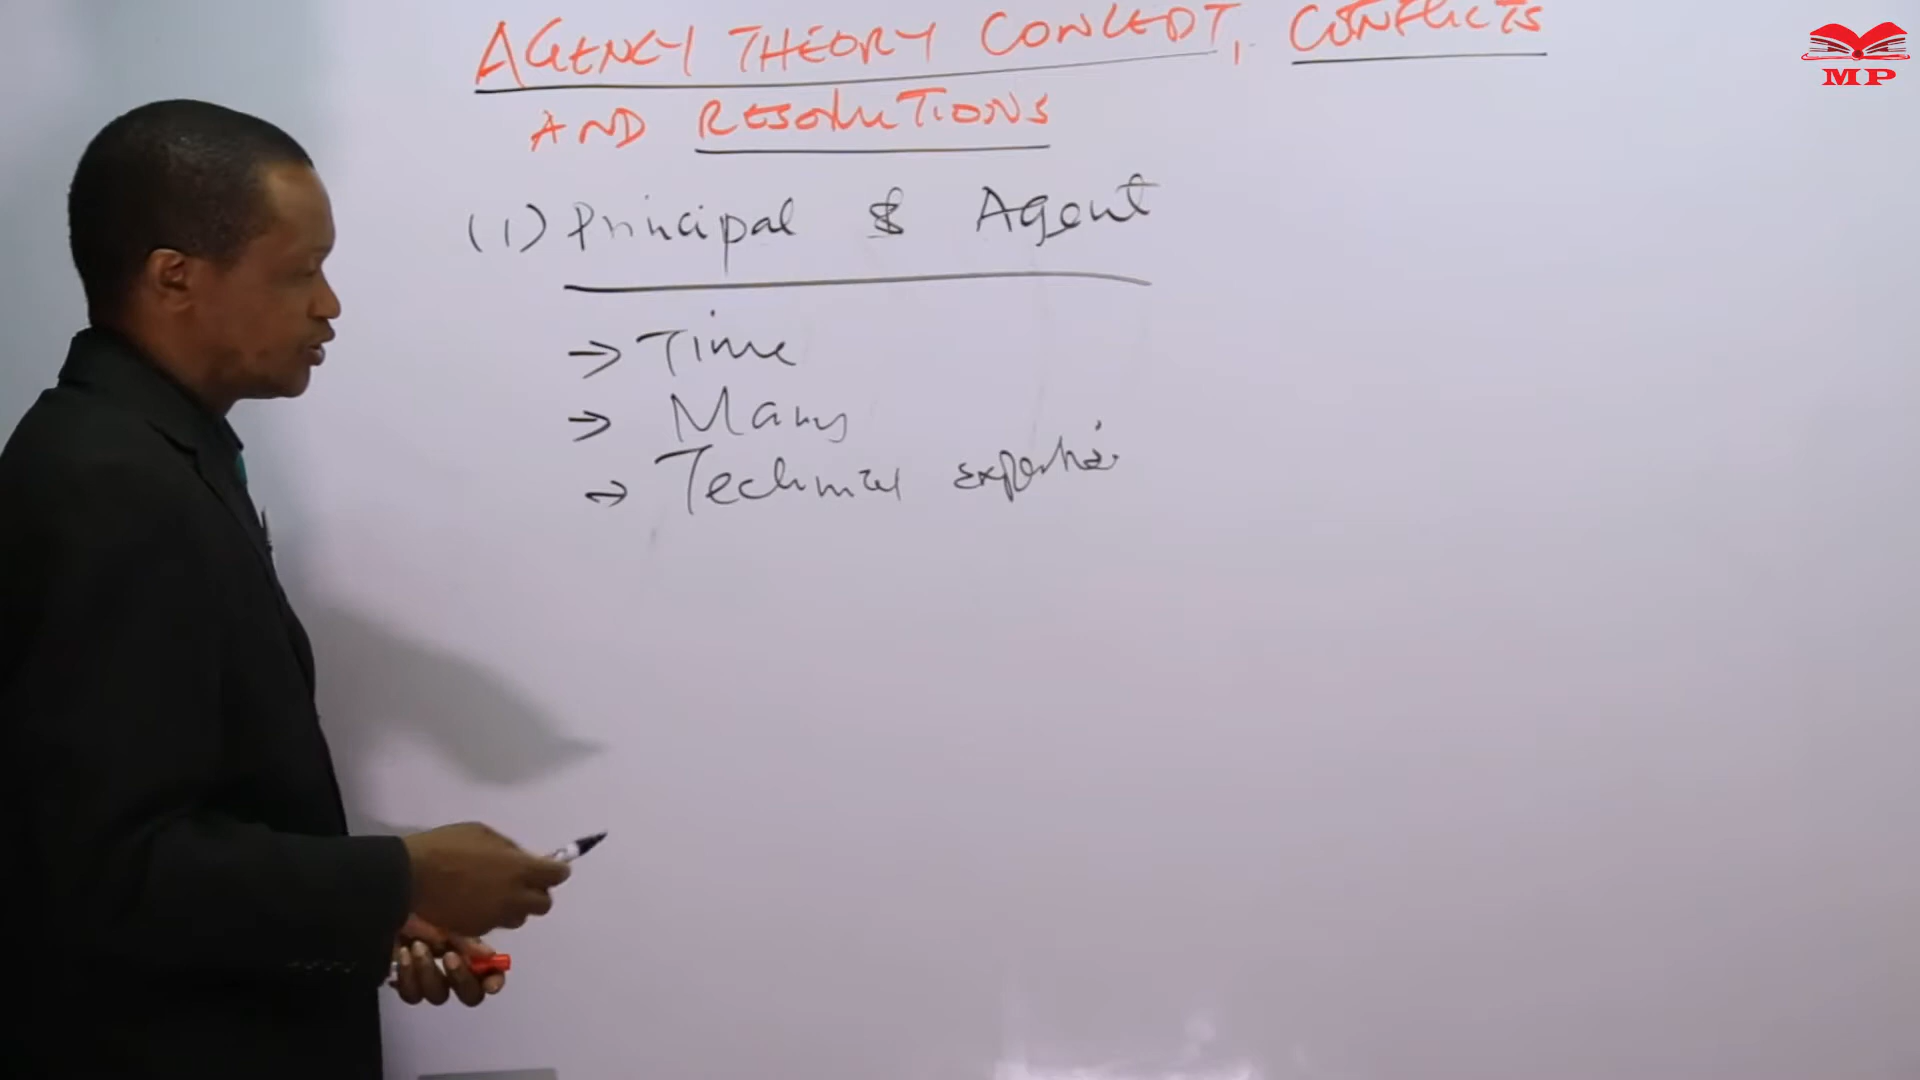 AGENCY THEORY CONCEPT, CONFLICTS
AND RESOLUTIONS
(1) Principal & Agent
→ Time
→ Many
→ Technical expertise
MP